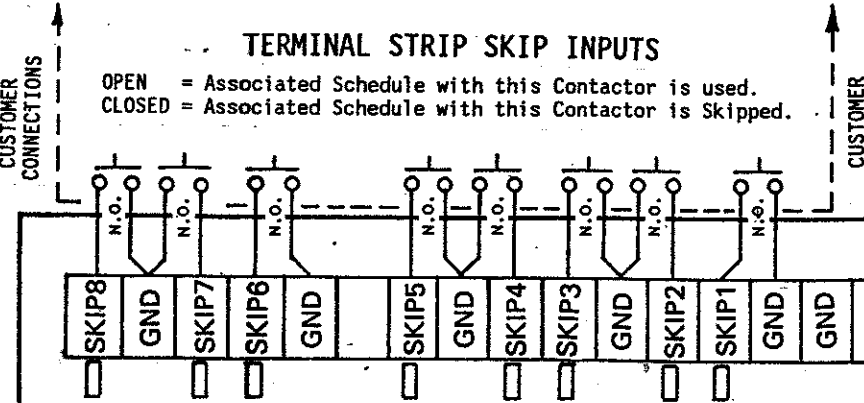 TERMINAL STRIP SKIP INPUTS
OPEN = Associated Schedule with this Contactor is used.
CLOSED = Associated Schedule with this Contactor is Skipped.
CUSTOMER
CONNECTIONS
CUSTOMER
N.O.
N.O.
N.O.
N.O.
N.O.
N.O.
N.O.
N.O.
SKIP8
GND
SKIP7
SKIP6
GND
SKIP5
GND
SKIP4
SKIP3
GND
SKIP2
SKIP1
GND
GND